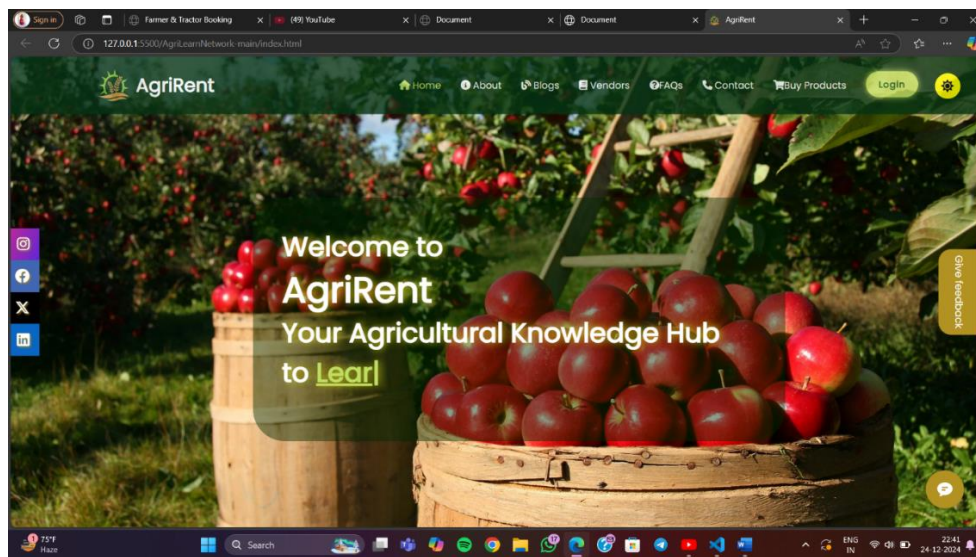 Sign in
Farmer & Tractor Booking
(49) YouTube
Document
Document
AgriRent
127.0.0.1:5500/AgriLearnNetwork-main/index.html
AgriRent
Home
About
Blogs
Vendors
FAQs
Contact
Buy Products
Login
Welcome to
AgriRent
Your Agricultural Knowledge Hub
to Lear
Give feedback
1
75°F
Haze
Search
ENG
IN
22:41
24-12-2024